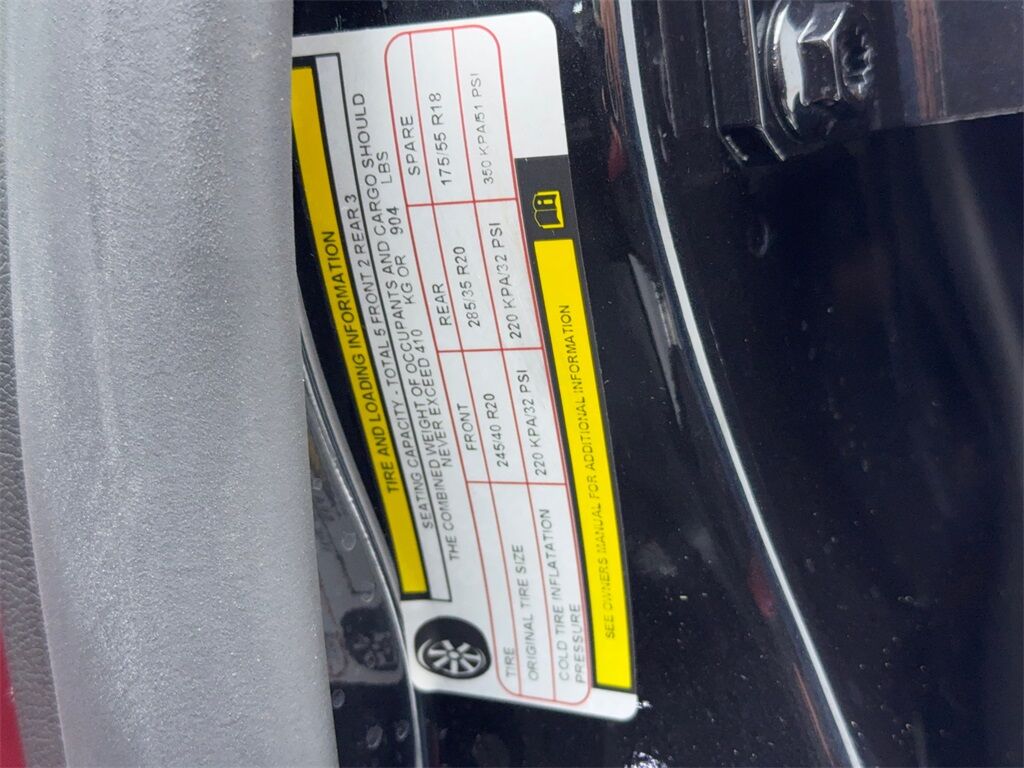 TIRE AND LOADING INFORMATION
SEATING CAPACITY - TOTAL 5 FRONT 2 REAR 3
THE COMBINED WEIGHT OF OCCUPANTS AND CARGO SHOULD
NEVER EXCEED 410 KG OR 904 LBS
FRONT REAR SPARE
TIRE
ORIGINAL TIRE SIZE 245/40 R20 285/35 R20 175/55 R18
COLD TIRE INFLATATION
PRESSURE 220 KPA/32 PSI 220 KPA/32 PSI 350 KPA/51 PSI
SEE OWNERS MANUAL FOR ADDITIONAL INFORMATION